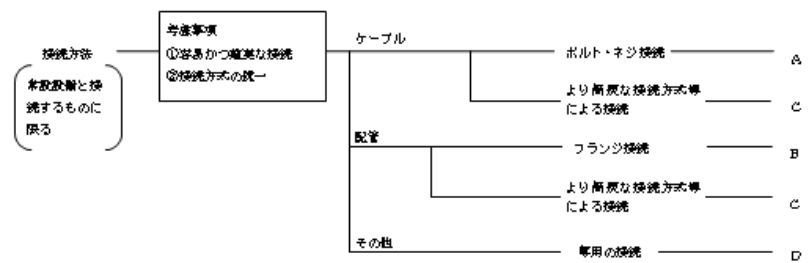 接続方法
常設設備と接
続するものに
限る
考慮事項
①容易かつ確実な接続
②接続方式の統一
ケーブル
ボルト・ネジ接続
A
より簡便な接続方式等
による接続
C
配管
フランジ接続
B
より簡便な接続方式等
による接続
C
その他
専用の接続
D